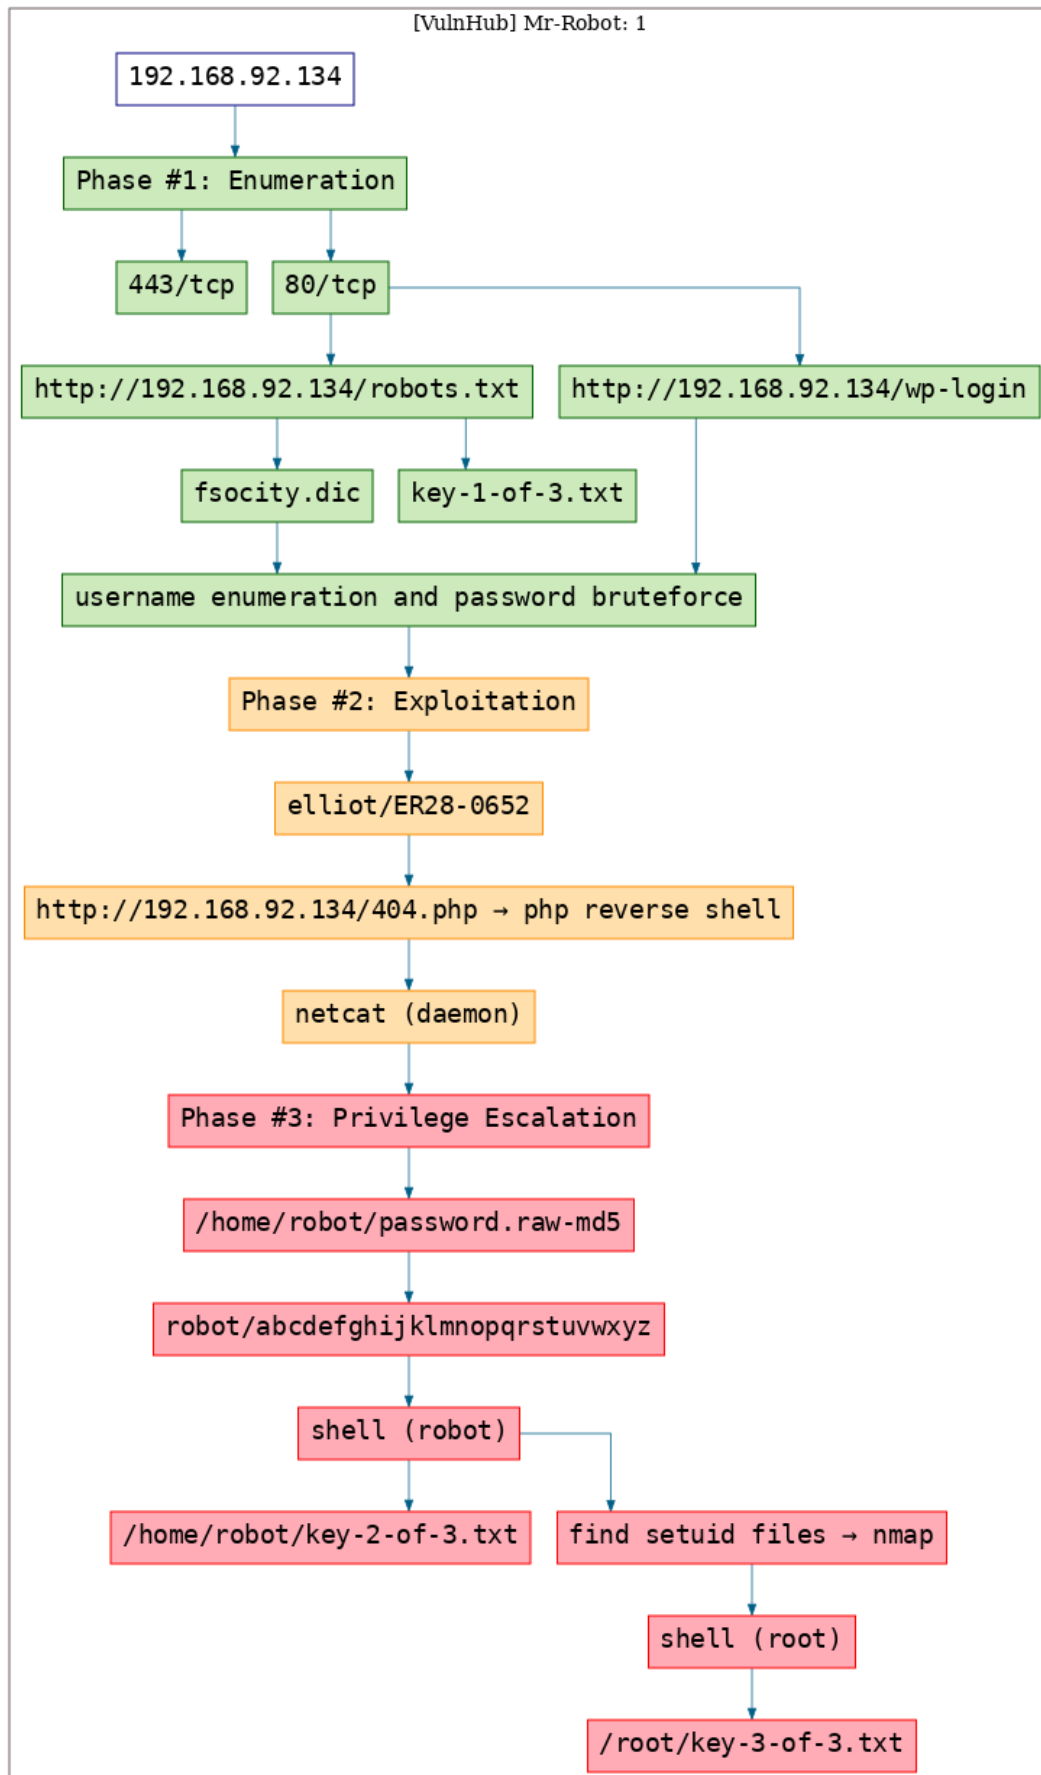 [VulnHub] Mr-Robot: 1
192.168.92.134
Phase #1: Enumeration
443/tcp
80/tcp
http://192.168.92.134/robots.txt
http://192.168.92.134/wp-login
fsocity.dic
key-1-of-3.txt
username enumeration and password bruteforce
Phase #2: Exploitation
elliot/ER28-0652
http://192.168.92.134/404.php → php reverse shell
netcat (daemon)
Phase #3: Privilege Escalation
/home/robot/password.raw-md5
robot/abcdefghijklmnopqrstuvwxyz
shell (robot)
/home/robot/key-2-of-3.txt
find setuid files → nmap
shell (root)
/root/key-3-of-3.txt